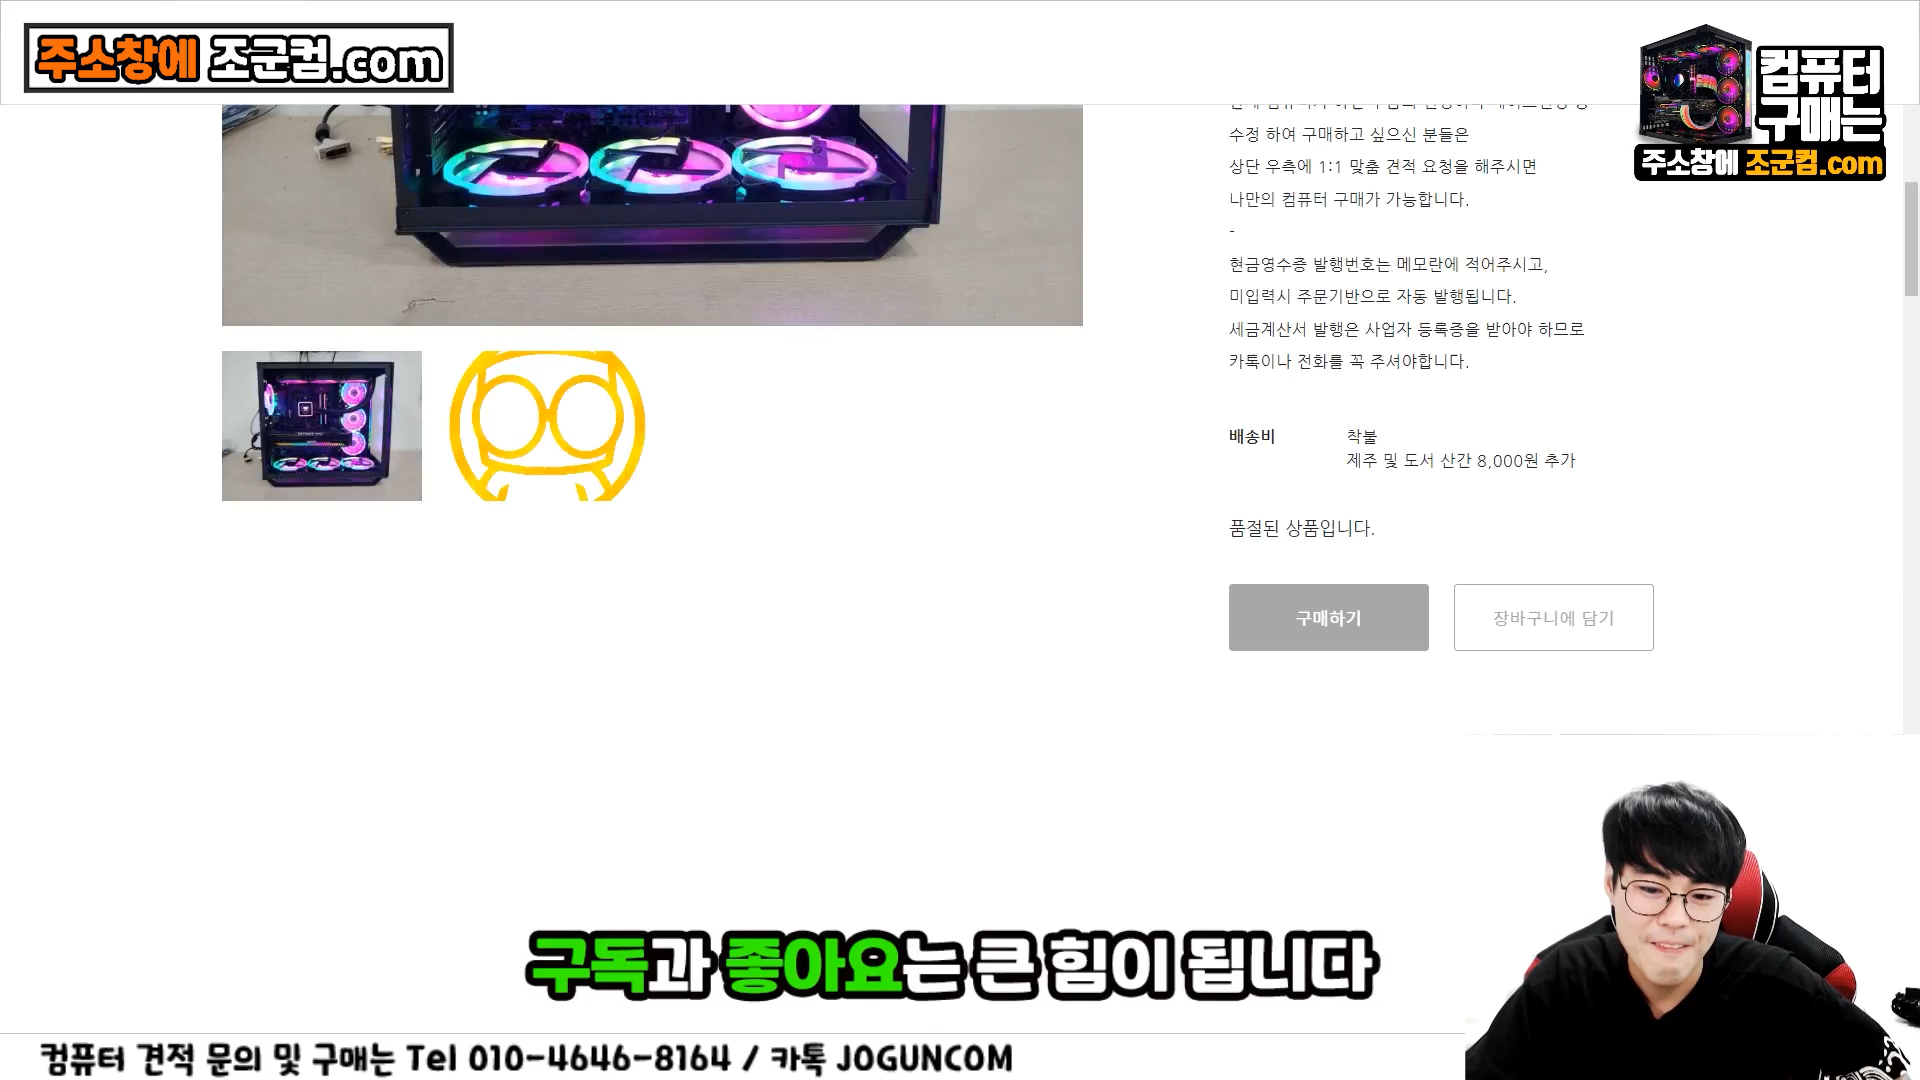 주소창에 조군컴.com
컴퓨터
구매는
주소창에 조군컴.com
수정 하여 구매하고 싶으신 분들은
상단 우측에 1:1 맞춤 견적 요청을 해주시면
나만의 컴퓨터 구매가 가능합니다.
-
현금영수증 발행번호는 메모란에 적어주시고,
미입력시 주문기반으로 자동 발행됩니다.
세금계산서 발행은 사업자 등록증을 받아야 하므로
카톡이나 전화를 꼭 주셔야합니다.
배송비 착불
제주 및 도서 산간 8,000원 추가
품절된 상품입니다.
구매하기 장바구니에 담기
구독과 좋아요는 큰 힘이 됩니다
컴퓨터 견적 문의 및 구매는 Tel 010-4646-8164 / 카톡 JOGUNCOM